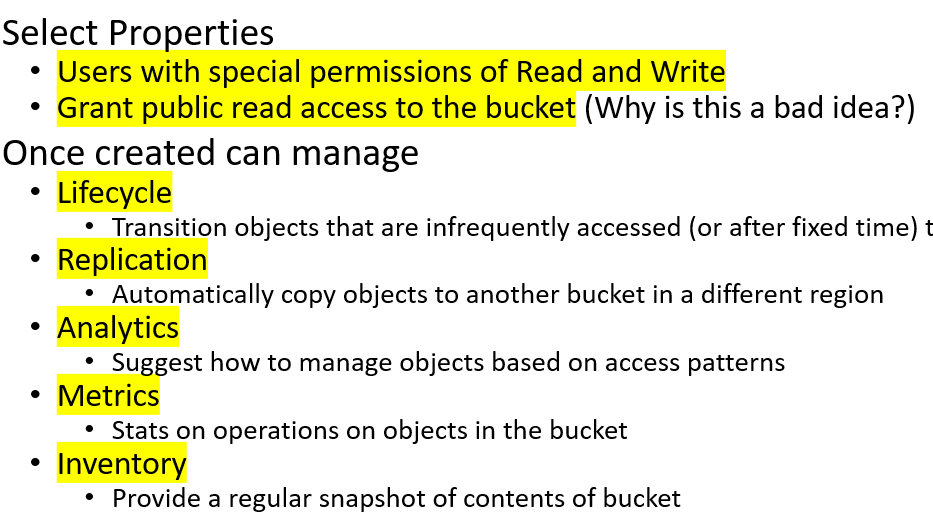 Select Properties
• Users with special permissions of Read and Write
• Grant public read access to the bucket (Why is this a bad idea?)
Once created can manage
• Lifecycle
• Transition objects that are infrequently accessed (or after fixed time) t
• Replication
• Automatically copy objects to another bucket in a different region
• Analytics
• Suggest how to manage objects based on access patterns
• Metrics
• Stats on operations on objects in the bucket
• Inventory
• Provide a regular snapshot of contents of bucket